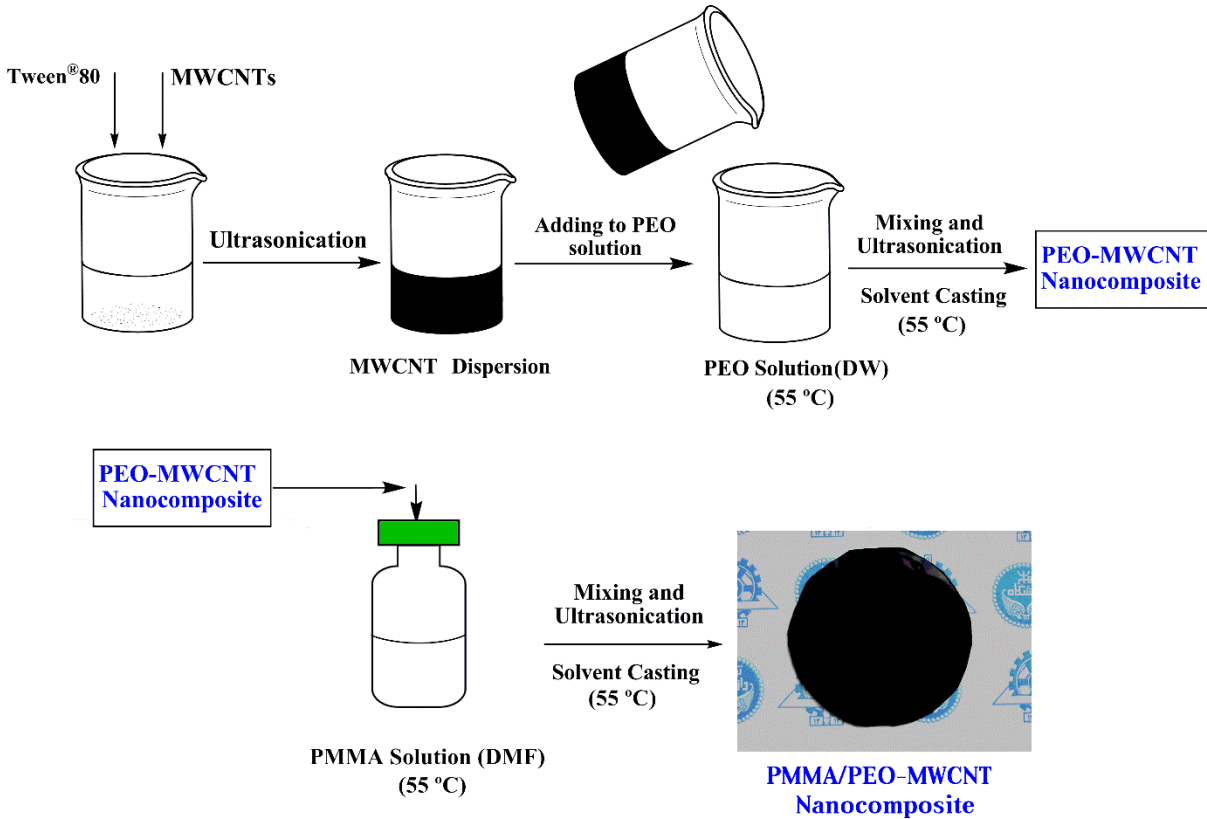 Tween®80
MWCNTs
Ultrasonication
Adding to PEO
solution
Mixing and
Ultrasonication
Solvent Casting
(55 ºC)
PEO-MWCNT
Nanocomposite
MWCNT Dispersion
PEO Solution(DW)
(55 ºC)
PEO-MWCNT
Nanocomposite
Mixing and
Ultrasonication
Solvent Casting
(55 ºC)
PMMA Solution (DMF)
(55 ºC)
PMMA/PEO-MWCNT
Nanocomposite